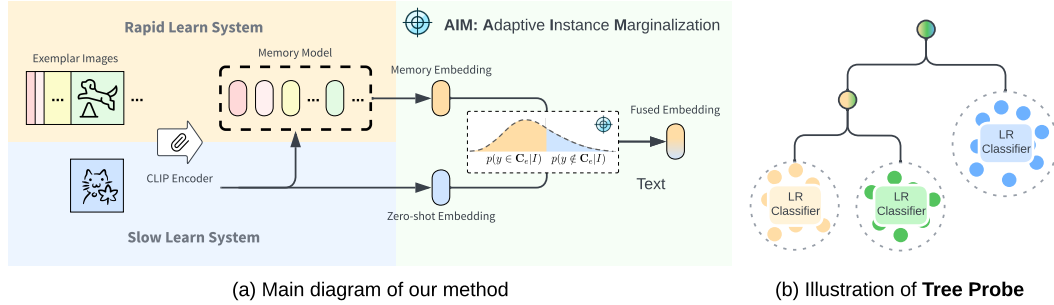 Rapid Learn System
AIM: Adaptive Instance Marginalization
Exemplar Images
Memory Model
Memory Embedding
...
...
...
...
Fused Embedding
p(y ∈ C_e|I) p(y ∉ C_e|I)
CLIP Encoder
Text
Zero-shot Embedding
Slow Learn System
(a) Main diagram of our method
LR
Classifier
LR
Classifier
LR
Classifier
(b) Illustration of Tree Probe